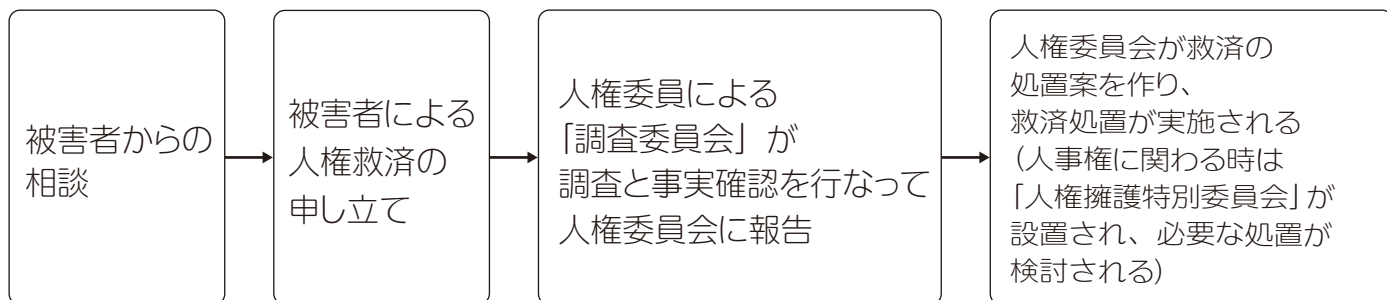 被害者からの
相談
被害者による
人権救済の
申し立て
人権委員による
「調査委員会」が
調査と事実確認を行なって
人権委員会に報告
人権委員会が救済の
処置案を作り、
救済処置が実施される
（人事権に関わる時は
「人権擁護特別委員会」が
設置され、必要な処置が
検討される）